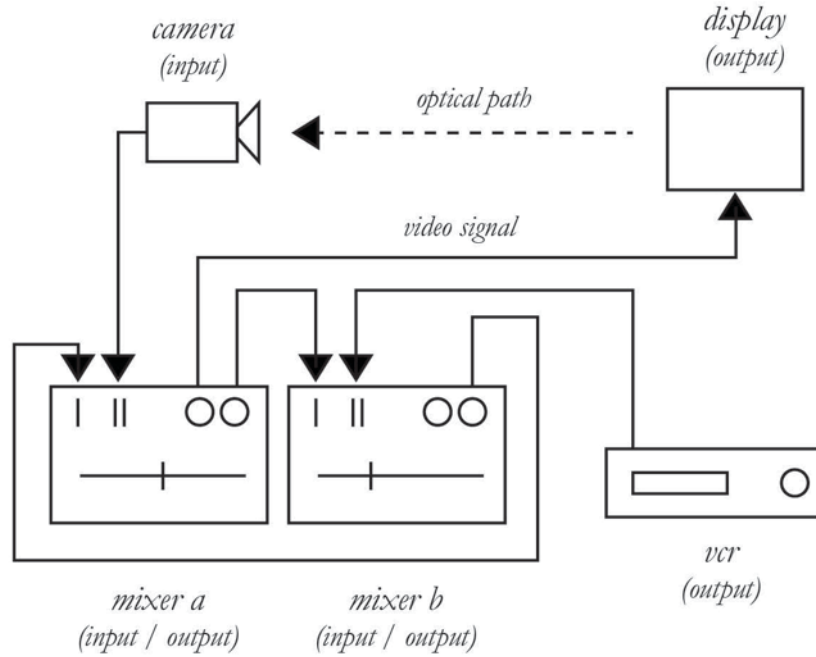 camera
(input)
display
(output)
optical path
video signal
I II
I II
mixer a
(input / output)
mixer b
(input / output)
vcr
(output)